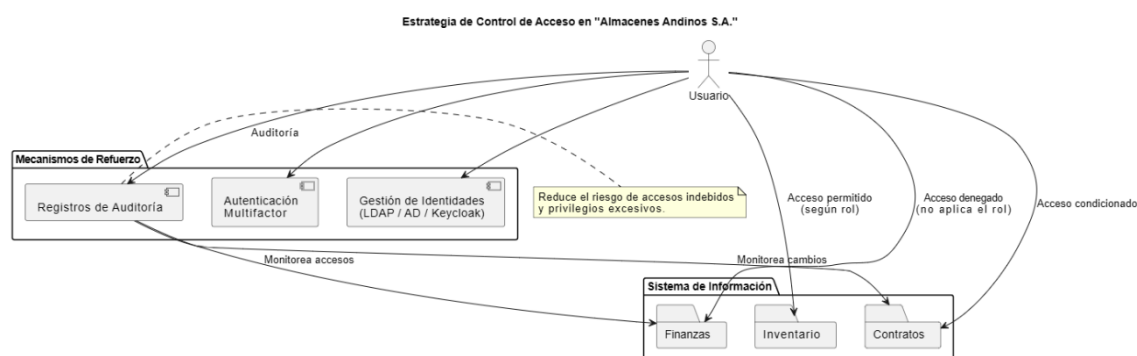 Estrategia de Control de Acceso en "Almacenes Andinos S.A."
Usuario
Auditoría
Mecanismos de Refuerzo
Registros de Auditoría
Autenticación
Multifactor
Gestión de Identidades
(LDAP / AD / Keycloak)
Reduce el riesgo de accesos indebidos
y privilegios excesivos.
Acceso permitido
(según rol)
Acceso denegado
(no aplica el rol)
Acceso condicionado
Monitorea accesos
Monitorea cambios
Sistema de Información
Finanzas
Inventario
Contratos